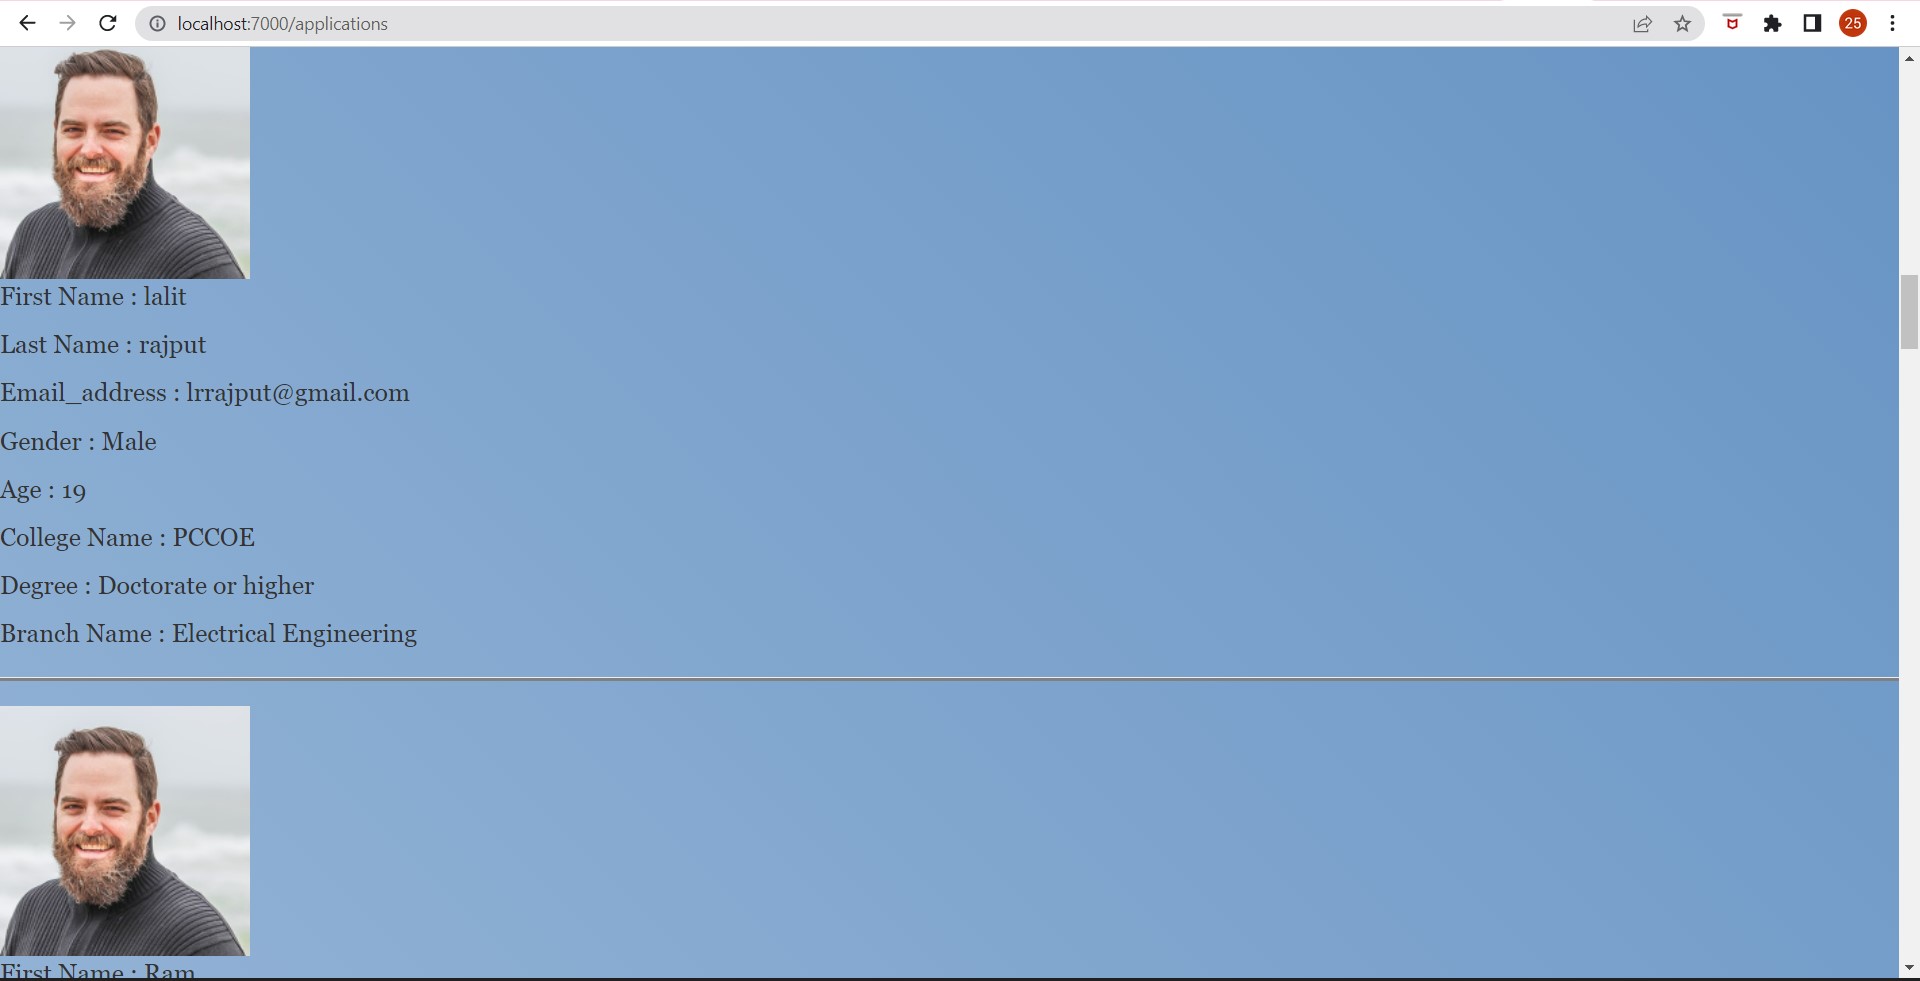 localhost:7000/applications
25
First Name : lalit
Last Name : rajput
Email_address : lrrajput@gmail.com
Gender : Male
Age : 19
College Name : PCCOE
Degree : Doctorate or higher
Branch Name : Electrical Engineering
First Name : Ram